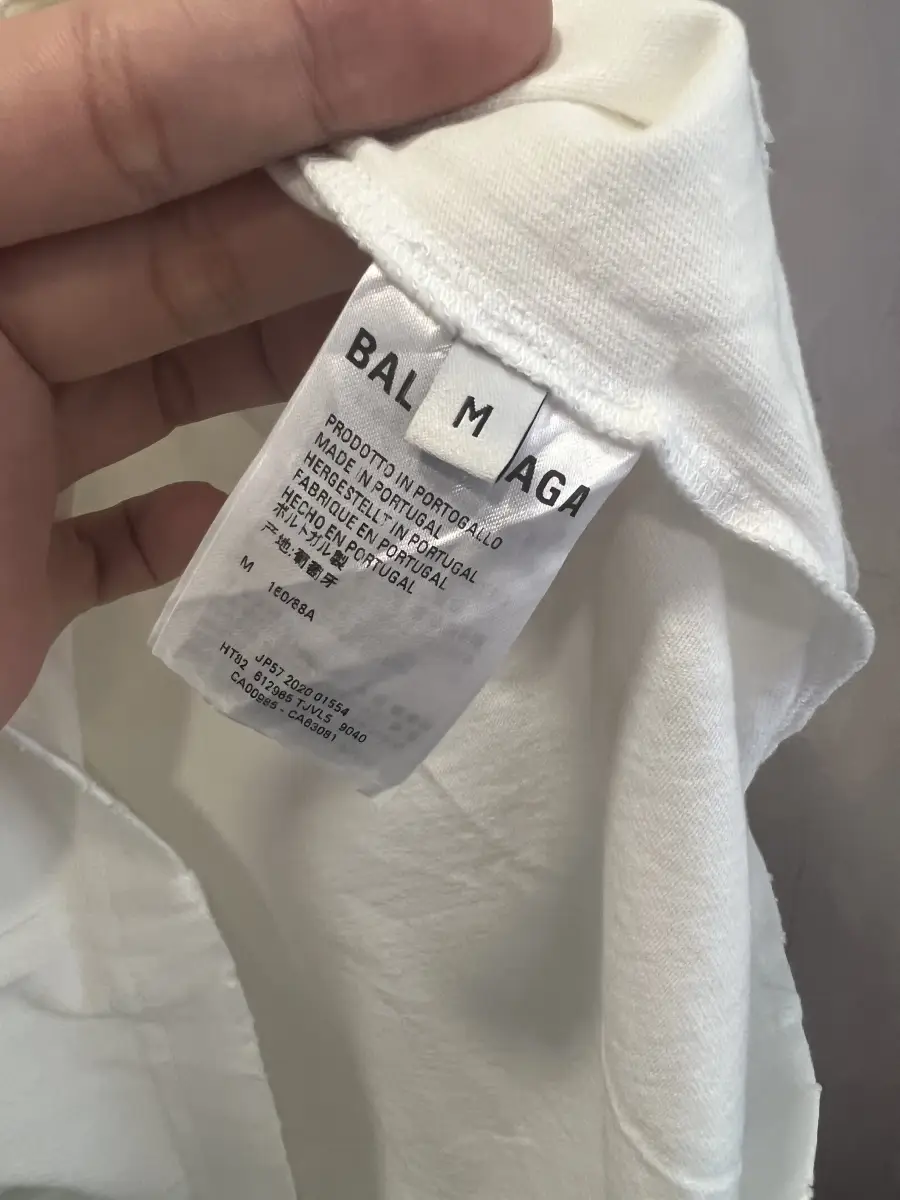 BAL AGA
M
PRODOTTO IN PORTOGALLO
MADE IN PORTUGAL
HERGESTELLT IN PORTUGAL
FABRIQUE EN PORTUGAL
HECHO EN PORTUGAL
ポルトガル製
产地:葡萄牙
M 160/88A
JP57 2020 01554
HT82 612965 TJVL5 9040
CA00985 - CA63081